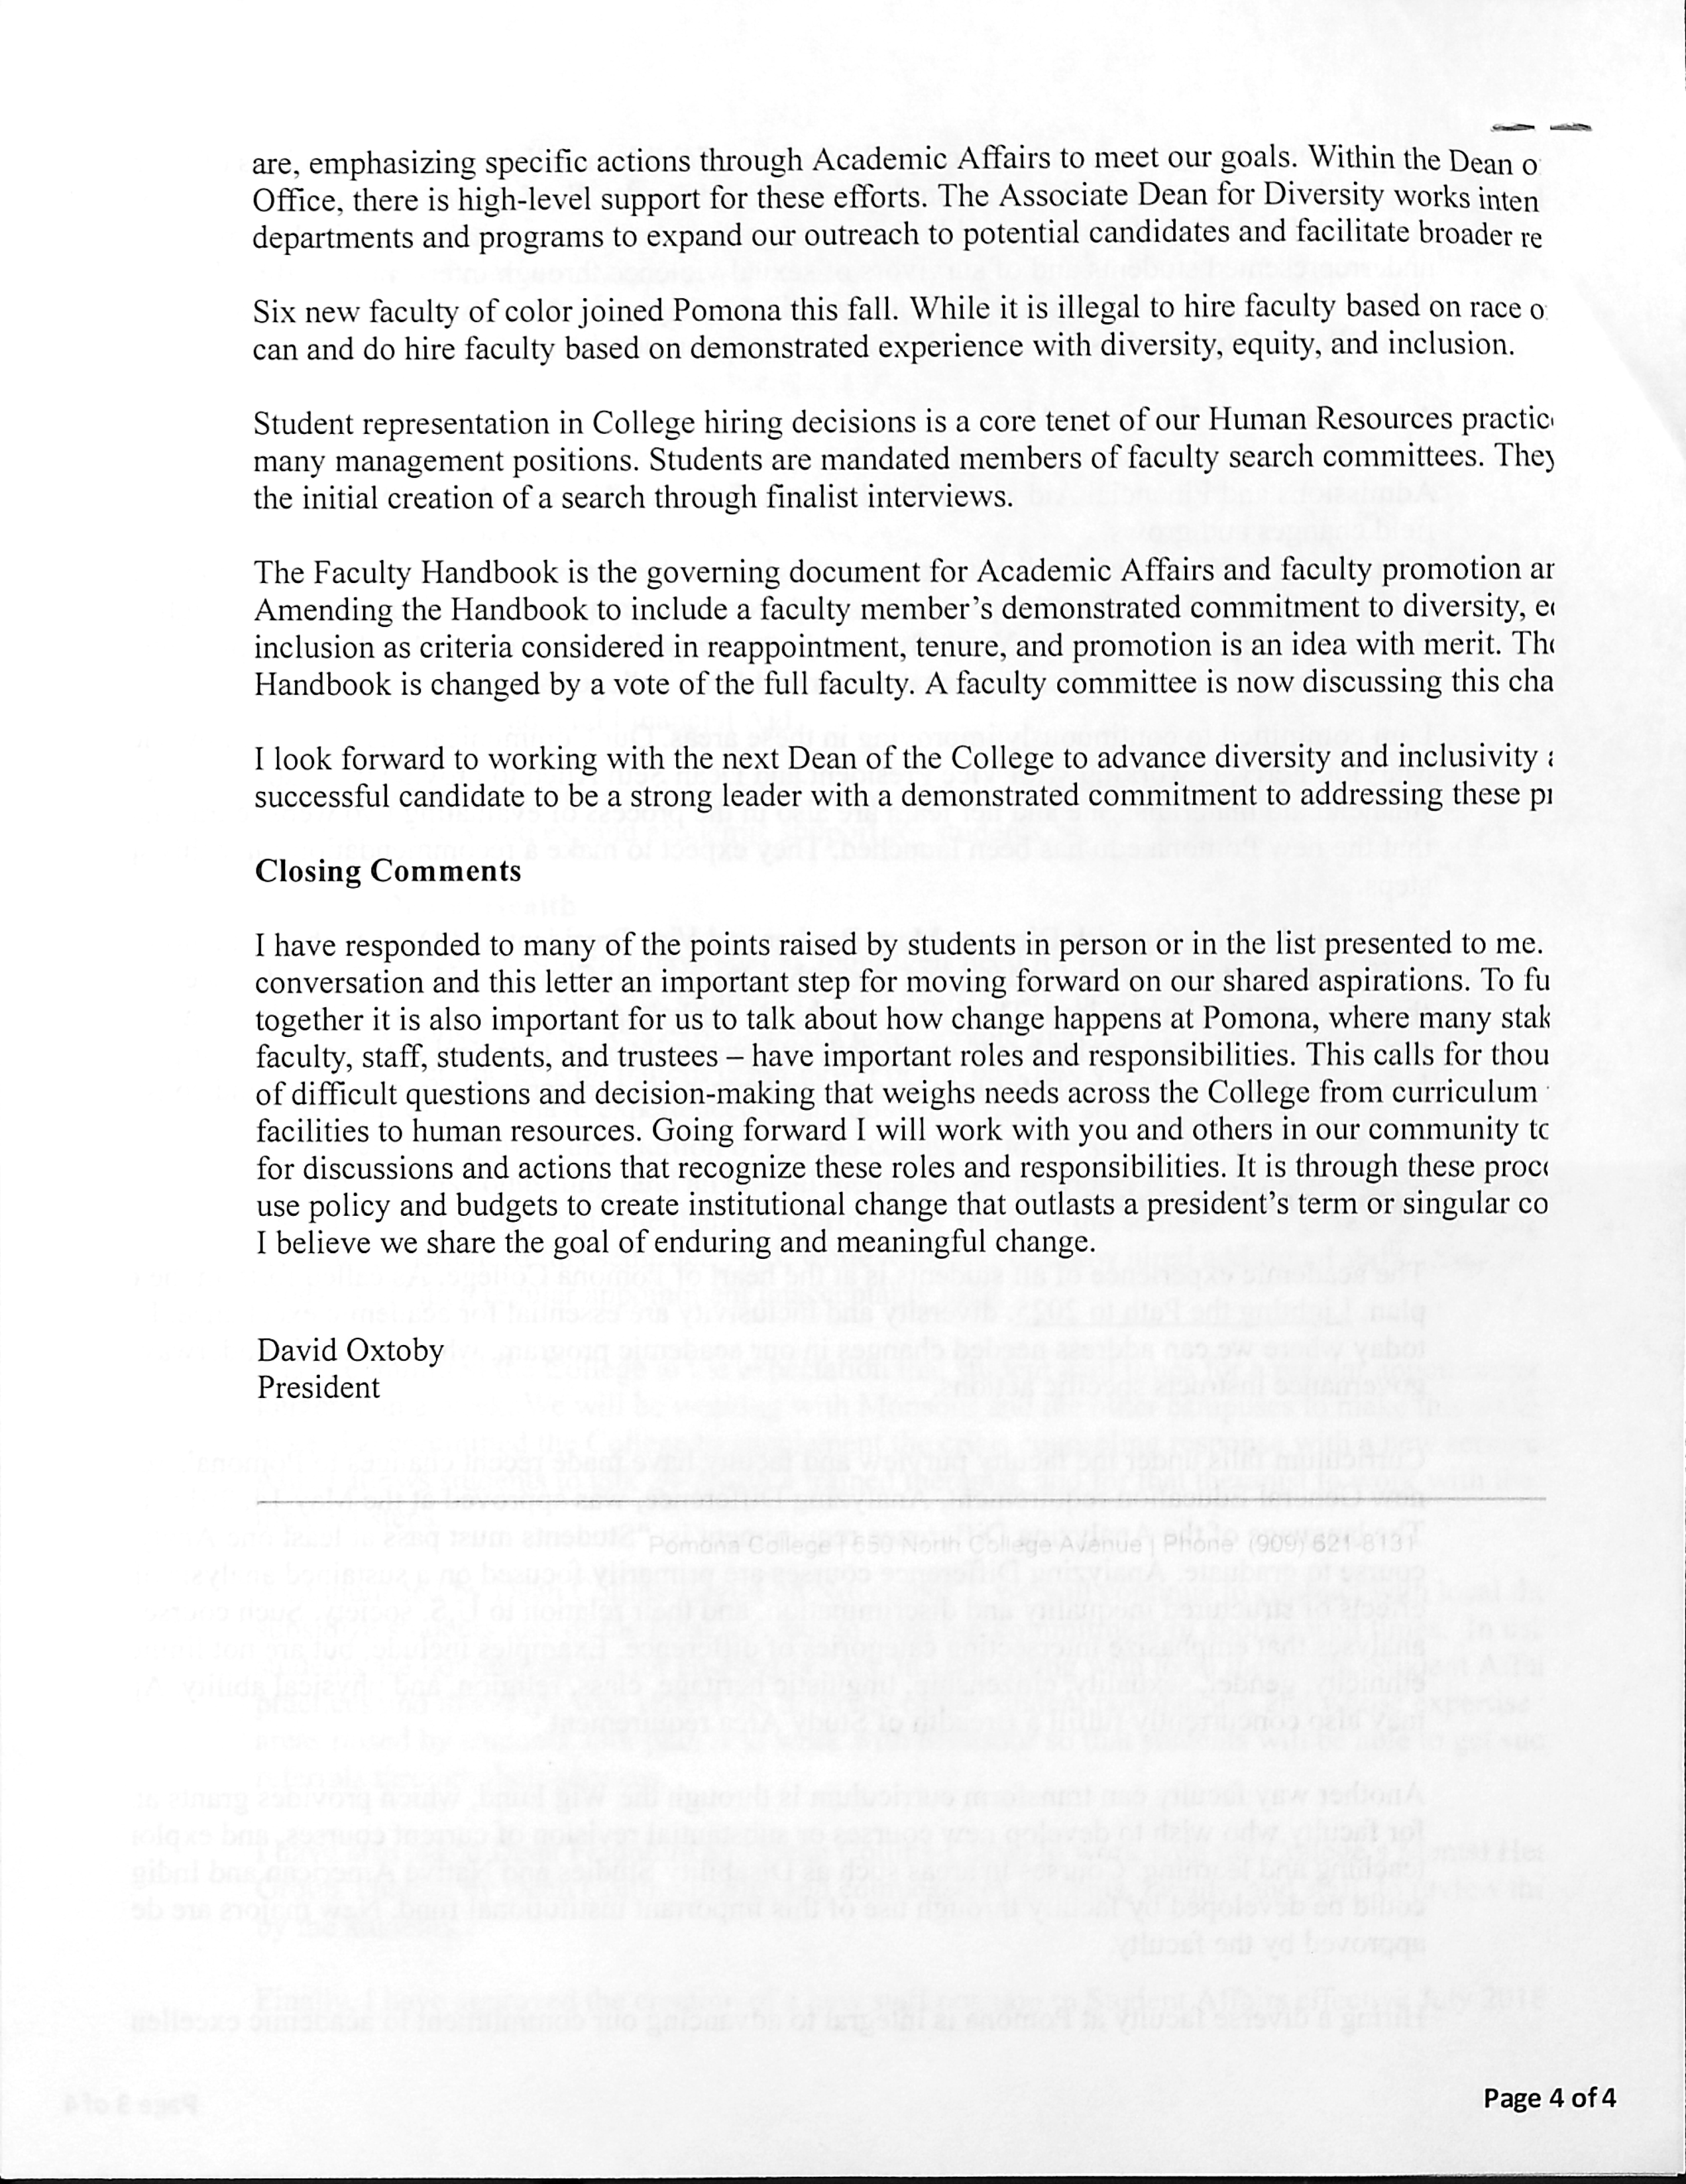 are, emphasizing specific actions through Academic Affairs to meet our goals. Within the Dean o
Office, there is high-level support for these efforts. The Associate Dean for Diversity works inten
departments and programs to expand our outreach to potential candidates and facilitate broader re
Six new faculty of color joined Pomona this fall. While it is illegal to hire faculty based on race o
can and do hire faculty based on demonstrated experience with diversity, equity, and inclusion.
Student representation in College hiring decisions is a core tenet of our Human Resources practic
many management positions. Students are mandated members of faculty search committees. They
the initial creation of a search through finalist interviews.
The Faculty Handbook is the governing document for Academic Affairs and faculty promotion ar
Amending the Handbook to include a faculty member's demonstrated commitment to diversity, e
inclusion as criteria considered in reappointment, tenure, and promotion is an idea with merit. Th
Handbook is changed by a vote of the full faculty. A faculty committee is now discussing this cha
I look forward to working with the next Dean of the College to advance diversity and inclusivity
successful candidate to be a strong leader with a demonstrated commitment to addressing these p
Closing Comments
I have responded to many of the points raised by students in person or in the list presented to me.
conversation and this letter an important step for moving forward on our shared aspirations. To fu
together it is also important for us to talk about how change happens at Pomona, where many stak
faculty, staff, students, and trustees – have important roles and responsibilities. This calls for thou
of difficult questions and decision-making that weighs needs across the College from curriculum
facilities to human resources. Going forward I will work with you and others in our community to
for discussions and actions that recognize these roles and responsibilities. It is through these proc
use policy and budgets to create institutional change that outlasts a president's term or singular co
I believe we share the goal of enduring and meaningful change.
David Oxtoby
President
Pomona College | 550 North College Avenue | Phone (909) 621-8131
Page 4 of 4